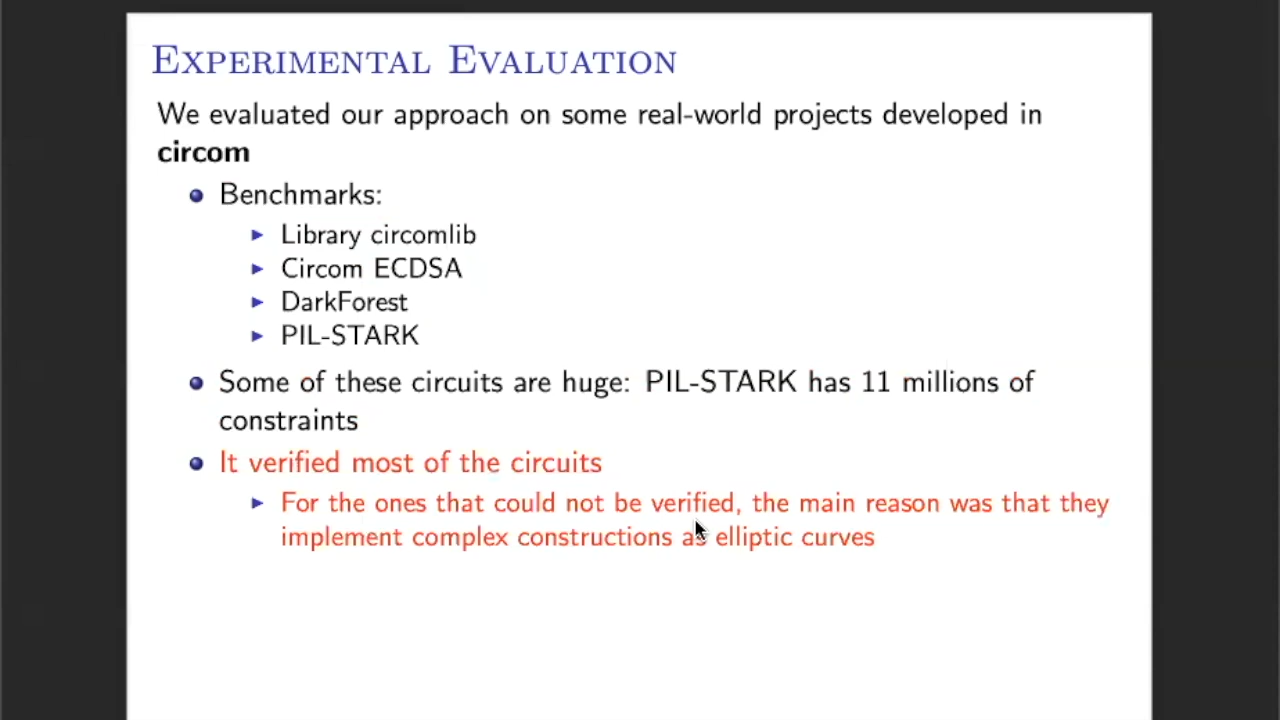 Experimental Evaluation
We evaluated our approach on some real-world projects developed in
circom
Benchmarks:
Library circomlib
Circom ECDSA
DarkForest
PIL-STARK
Some of these circuits are huge: PIL-STARK has 11 millions of
constraints
It verified most of the circuits
For the ones that could not be verified, the main reason was that they
implement complex constructions as elliptic curves